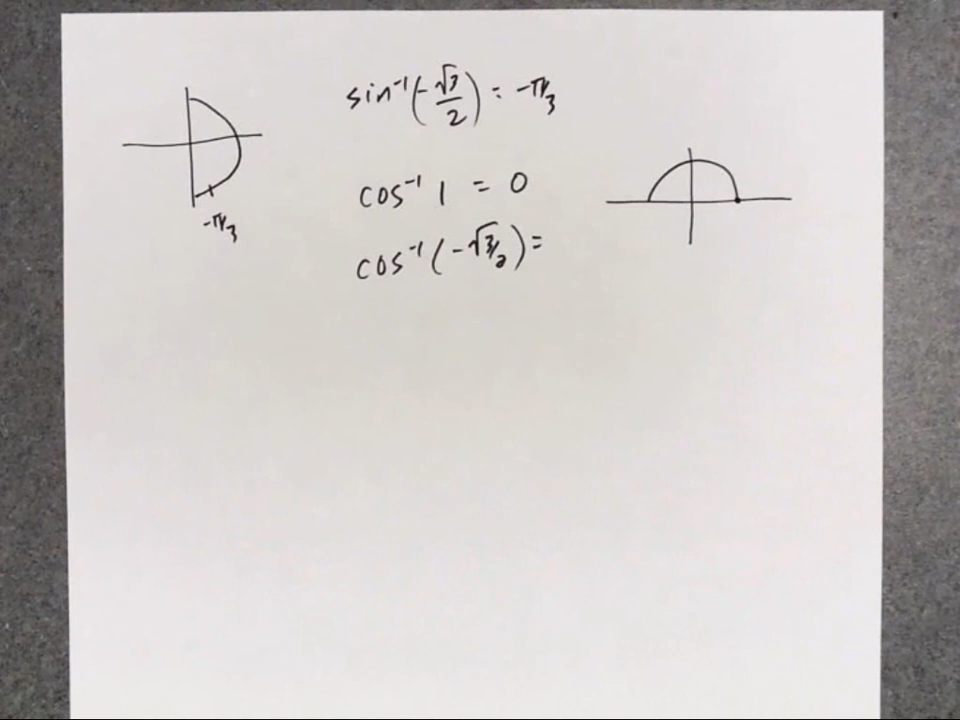 sin⁻¹(-√3/2) = -π/3
-π/3
cos⁻¹ 1 = 0
cos⁻¹(-√3/2) =